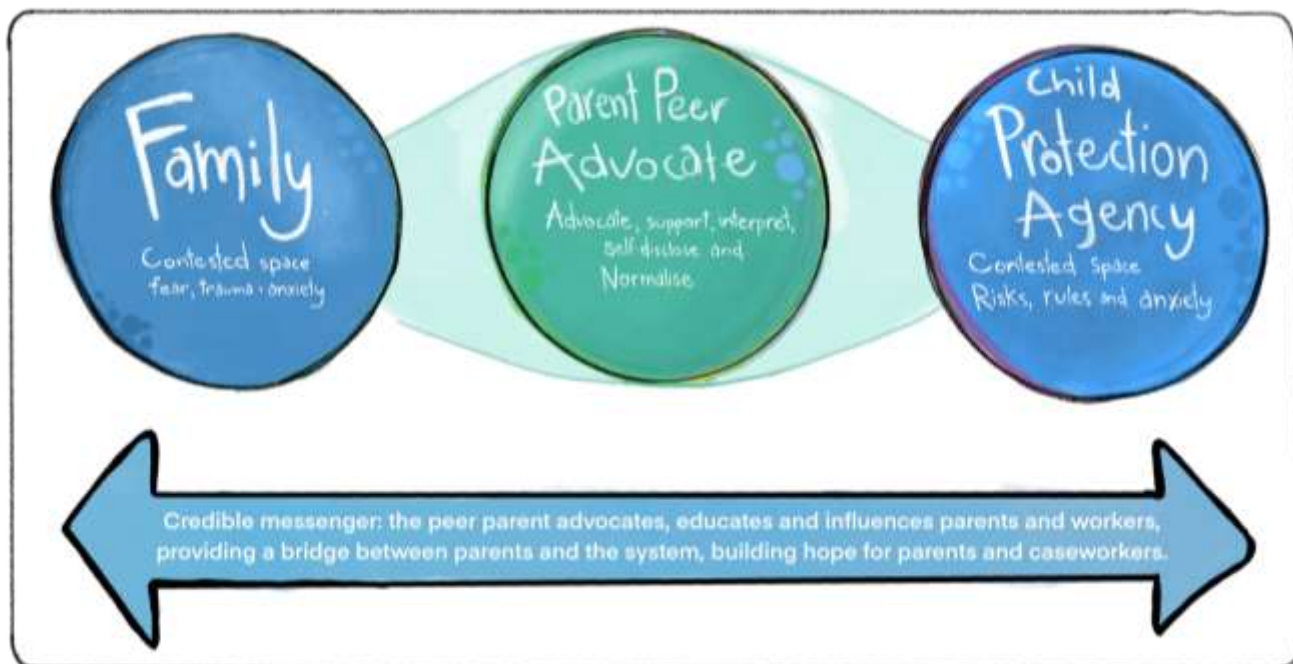 Family
Contested space
fear, trauma + anxiety
Parent Peer
Advocate
Advocate, support, interpret,
self-disclose and
Normalise
Child
Protection
Agency
Contested Space
Risks, rules and anxiety
Credible messenger: the peer parent advocates, educates and influences parents and workers,
providing a bridge between parents and the system, building hope for parents and caseworkers.